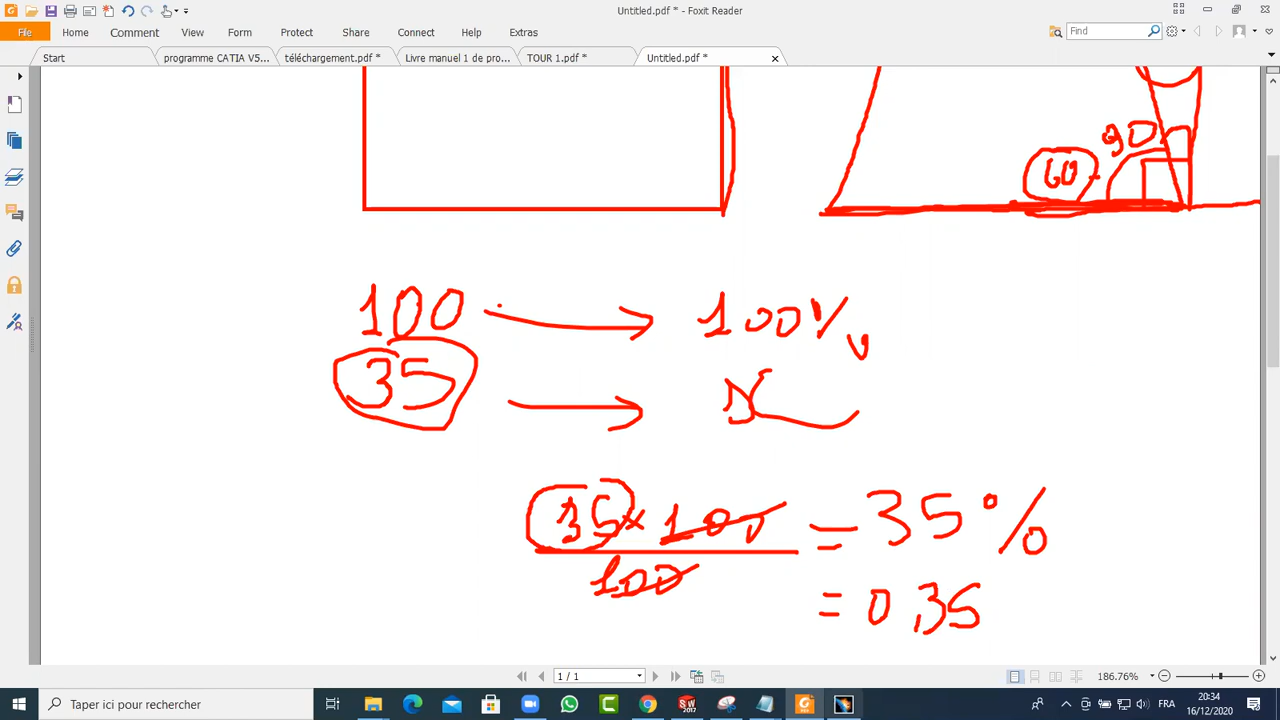 Untitled.pdf * - Foxit Reader
File Home Comment View Form Protect Share Connect Help Extras Find
Start programme CATIA V5... téléchargement.pdf * Livre manuel 1 de pro... TOUR 1.pdf * Untitled.pdf *
90
60
100 100%
35 x
35 × 100 = 35%
100
= 0,35
1 / 1 186.76%
Taper ici pour rechercher SW 2017 FRA 20:34
16/12/2020